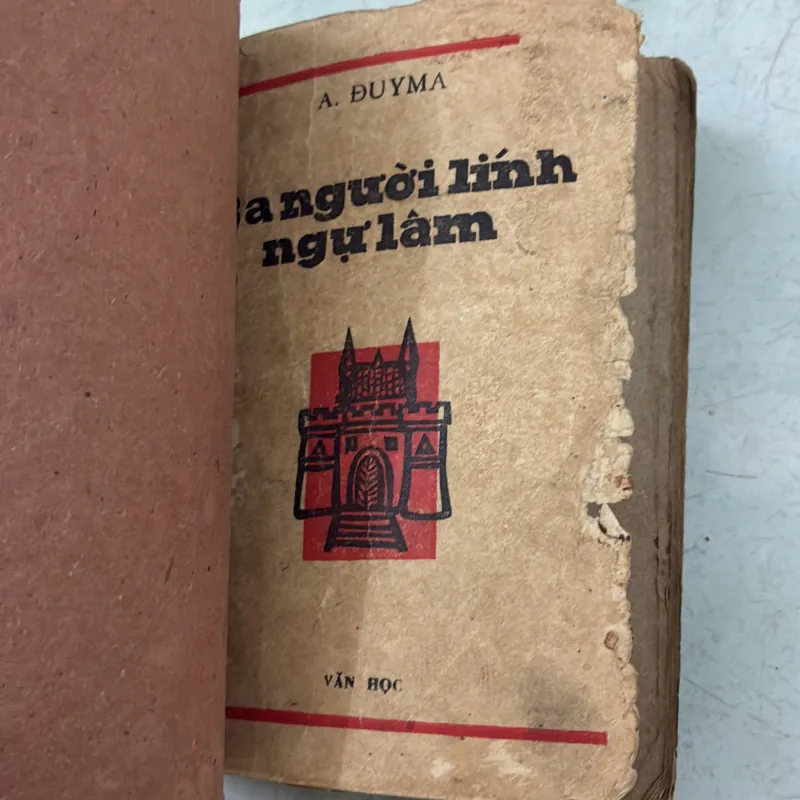 A. ĐUYMA
Ba người lính
ngự lâm
VĂN HỌC